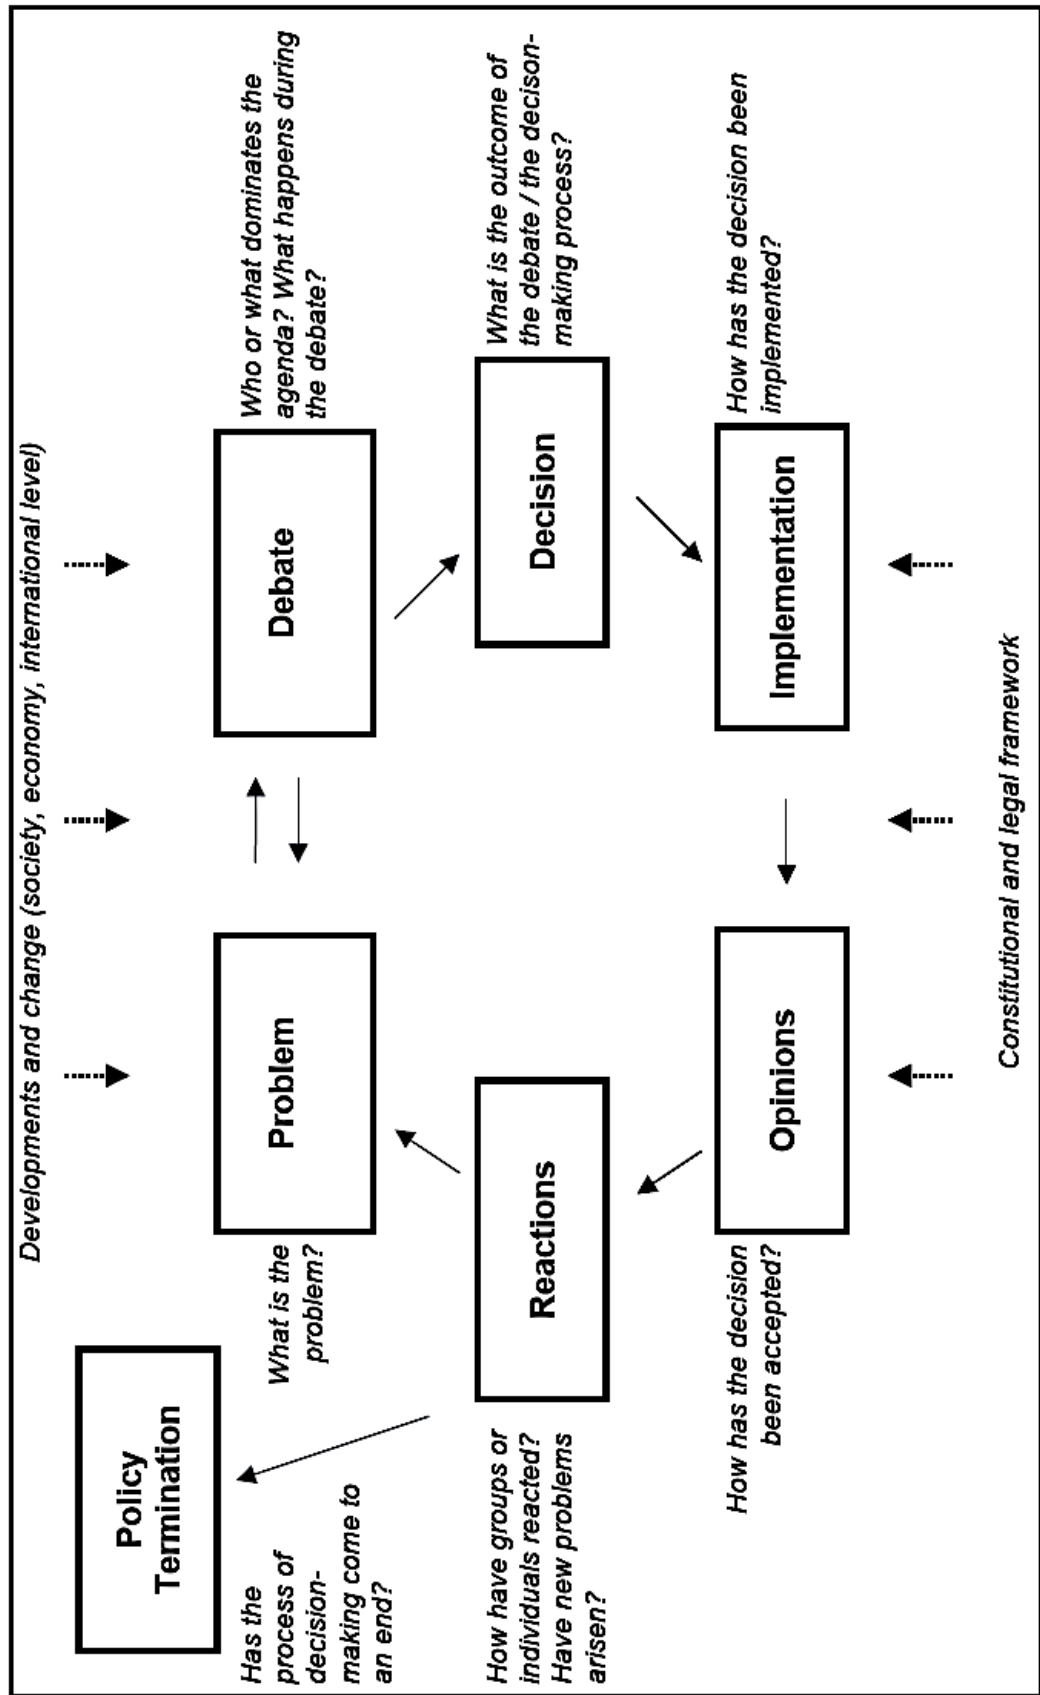 Developments and change (society, economy, international level)
Policy
Termination
Has the
process of
decision-
making come to
an end?
What is the
problem?
Problem
Debate
Who or what dominates the
agenda? What happens during
the debate?
How have groups or
individuals reacted?
Have new problems
arisen?
Reactions
Decision
What is the outcome of
the debate / the decison-
making process?
How has the decision
been accepted?
Opinions
Implementation
How has the decision been
implemented?
Constitutional and legal framework